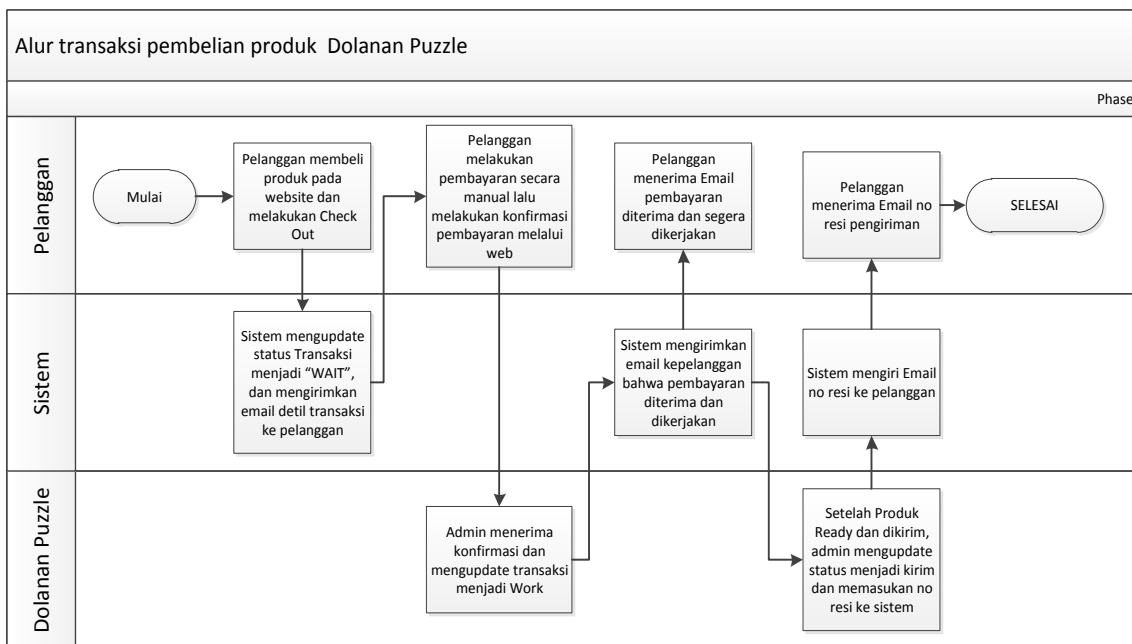 Alur transaksi pembelian produk  Dolanan Puzzle
Phase
Pelanggan
Mulai
Pelanggan membeli
produk pada
website dan
melakukan Check
Out
Pelanggan
melakukan
pembayaran secara
manual lalu
melakukan konfirmasi
pembayaran melalui
web
Pelanggan
menerima Email
pembayaran
diterima dan segera
dikerjakan
Pelanggan
menerima Email no
resi pengiriman
SELESAI
Sistem
Sistem mengupdate
status Transaksi
menjadi “WAIT”,
dan mengirimkan
email detil transaksi
ke pelanggan
Sistem mengirimkan
email kepelanggan
bahwa pembayaran
diterima dan
dikerjakan
Sistem mengiri Email
no resi ke pelanggan
Dolanan Puzzle
Admin menerima
konfirmasi dan
mengupdate transaksi
menjadi Work
Setelah Produk
Ready dan dikirim,
admin mengupdate
status menjadi kirim
dan memasukan no
resi ke sistem